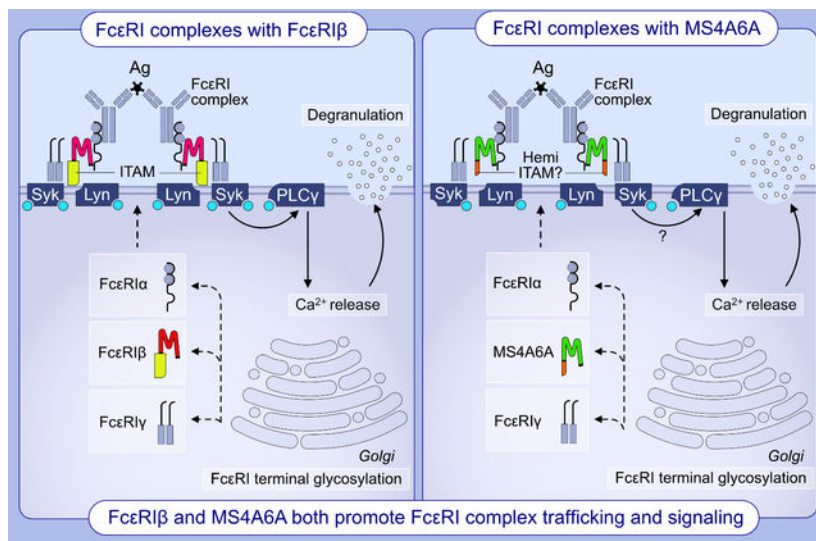 FcεRI complexes with FcεRIβ
Ag
FcεRI
complex
Degranulation
ITAM
Syk
Lyn
Lyn
Syk
PLCγ
FcεRIα
Ca²⁺ release
FcεRIβ
FcεRIγ
Golgi
FcεRI terminal glycosylation
FcεRI complexes with MS4A6A
Ag
FcεRI
complex
Degranulation
Hemi
ITAM?
Syk
Lyn
Lyn
Syk
PLCγ
?
FcεRIα
Ca²⁺ release
MS4A6A
FcεRIγ
Golgi
FcεRI terminal glycosylation
FcεRIβ and MS4A6A both promote FcεRI complex trafficking and signaling